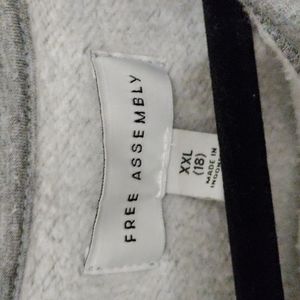 FREE ASSEMBLY
XXL
(18)
MADE IN